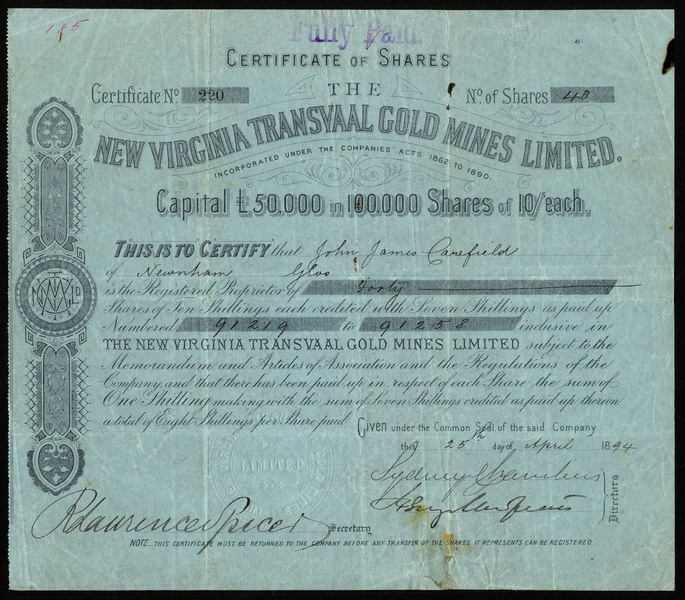 185
Fully Paid.
CERTIFICATE OF SHARES
Certificate No. 220
THE
No. of Shares 40
NEW VIRGINIA TRANSVAAL GOLD MINES LIMITED.
INCORPORATED UNDER THE COMPANIES' ACTS 1862 TO 1890.
Capital £50,000 in 100,000 Shares of 10/- each.
THIS IS TO CERTIFY that John James Carefield
of Newnham Glos
is the Registered Proprietor of Forty
Shares of Ten Shillings each credited with Seven Shillings as paid up
Numbered 91219 to 91258 inclusive in
THE NEW VIRGINIA TRANSVAAL GOLD MINES LIMITED subject to the
Memorandum and Articles of Association and the Regulations of the
Company, and that there has been paid up in respect of each Share the sum of
One Shilling making with the sum of Seven Shillings credited as paid up thereon
a total of Eight Shillings per Share paid
Given under the Common Seal of the said Company
this 25th day of April 1894
LIMITED
Sydney Chambers
Directors
Secretary
NOTE.. THIS CERTIFICATE MUST BE RETURNED TO THE COMPANY BEFORE ANY TRANSFER OF THE SHARES IT REPRESENTS CAN BE REGISTERED